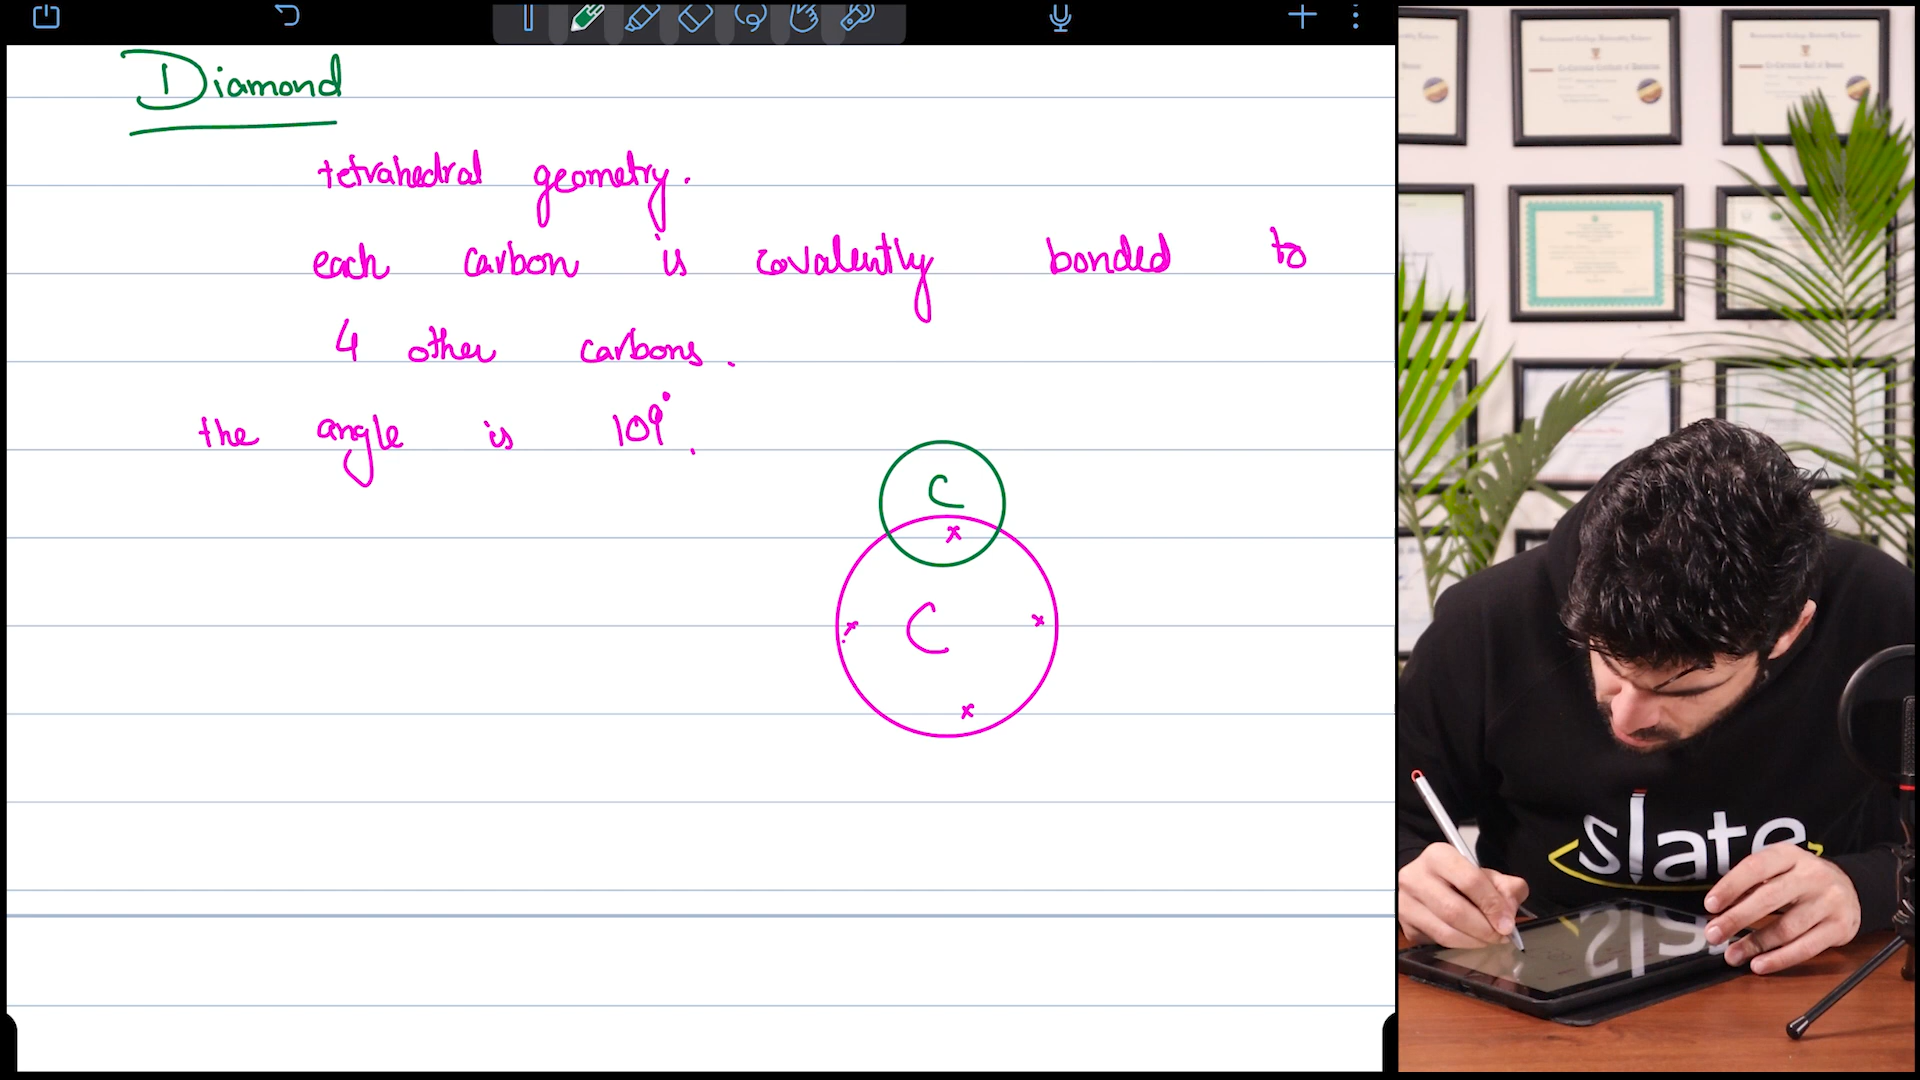 Diamond
tetrahedral geometry.
each carbon is covalently bonded to
4 other carbons.
the angle is 109°.
C
x
x C x
x
slate